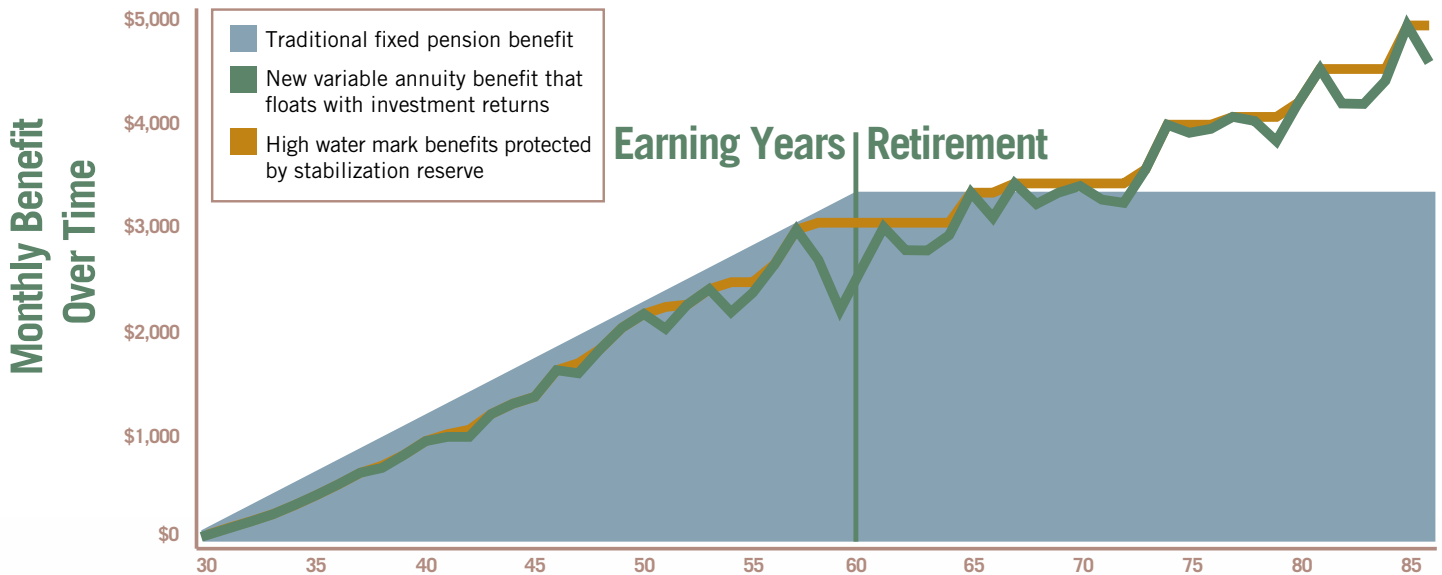 Monthly Benefit
Over Time
$5,000
$4,000
$3,000
$2,000
$1,000
$0
Traditional fixed pension benefit
New variable annuity benefit that
floats with investment returns
High water mark benefits protected
by stabilization reserve
Earning Years
Retirement
30 35 40 45 50 55 60 65 70 75 80 85